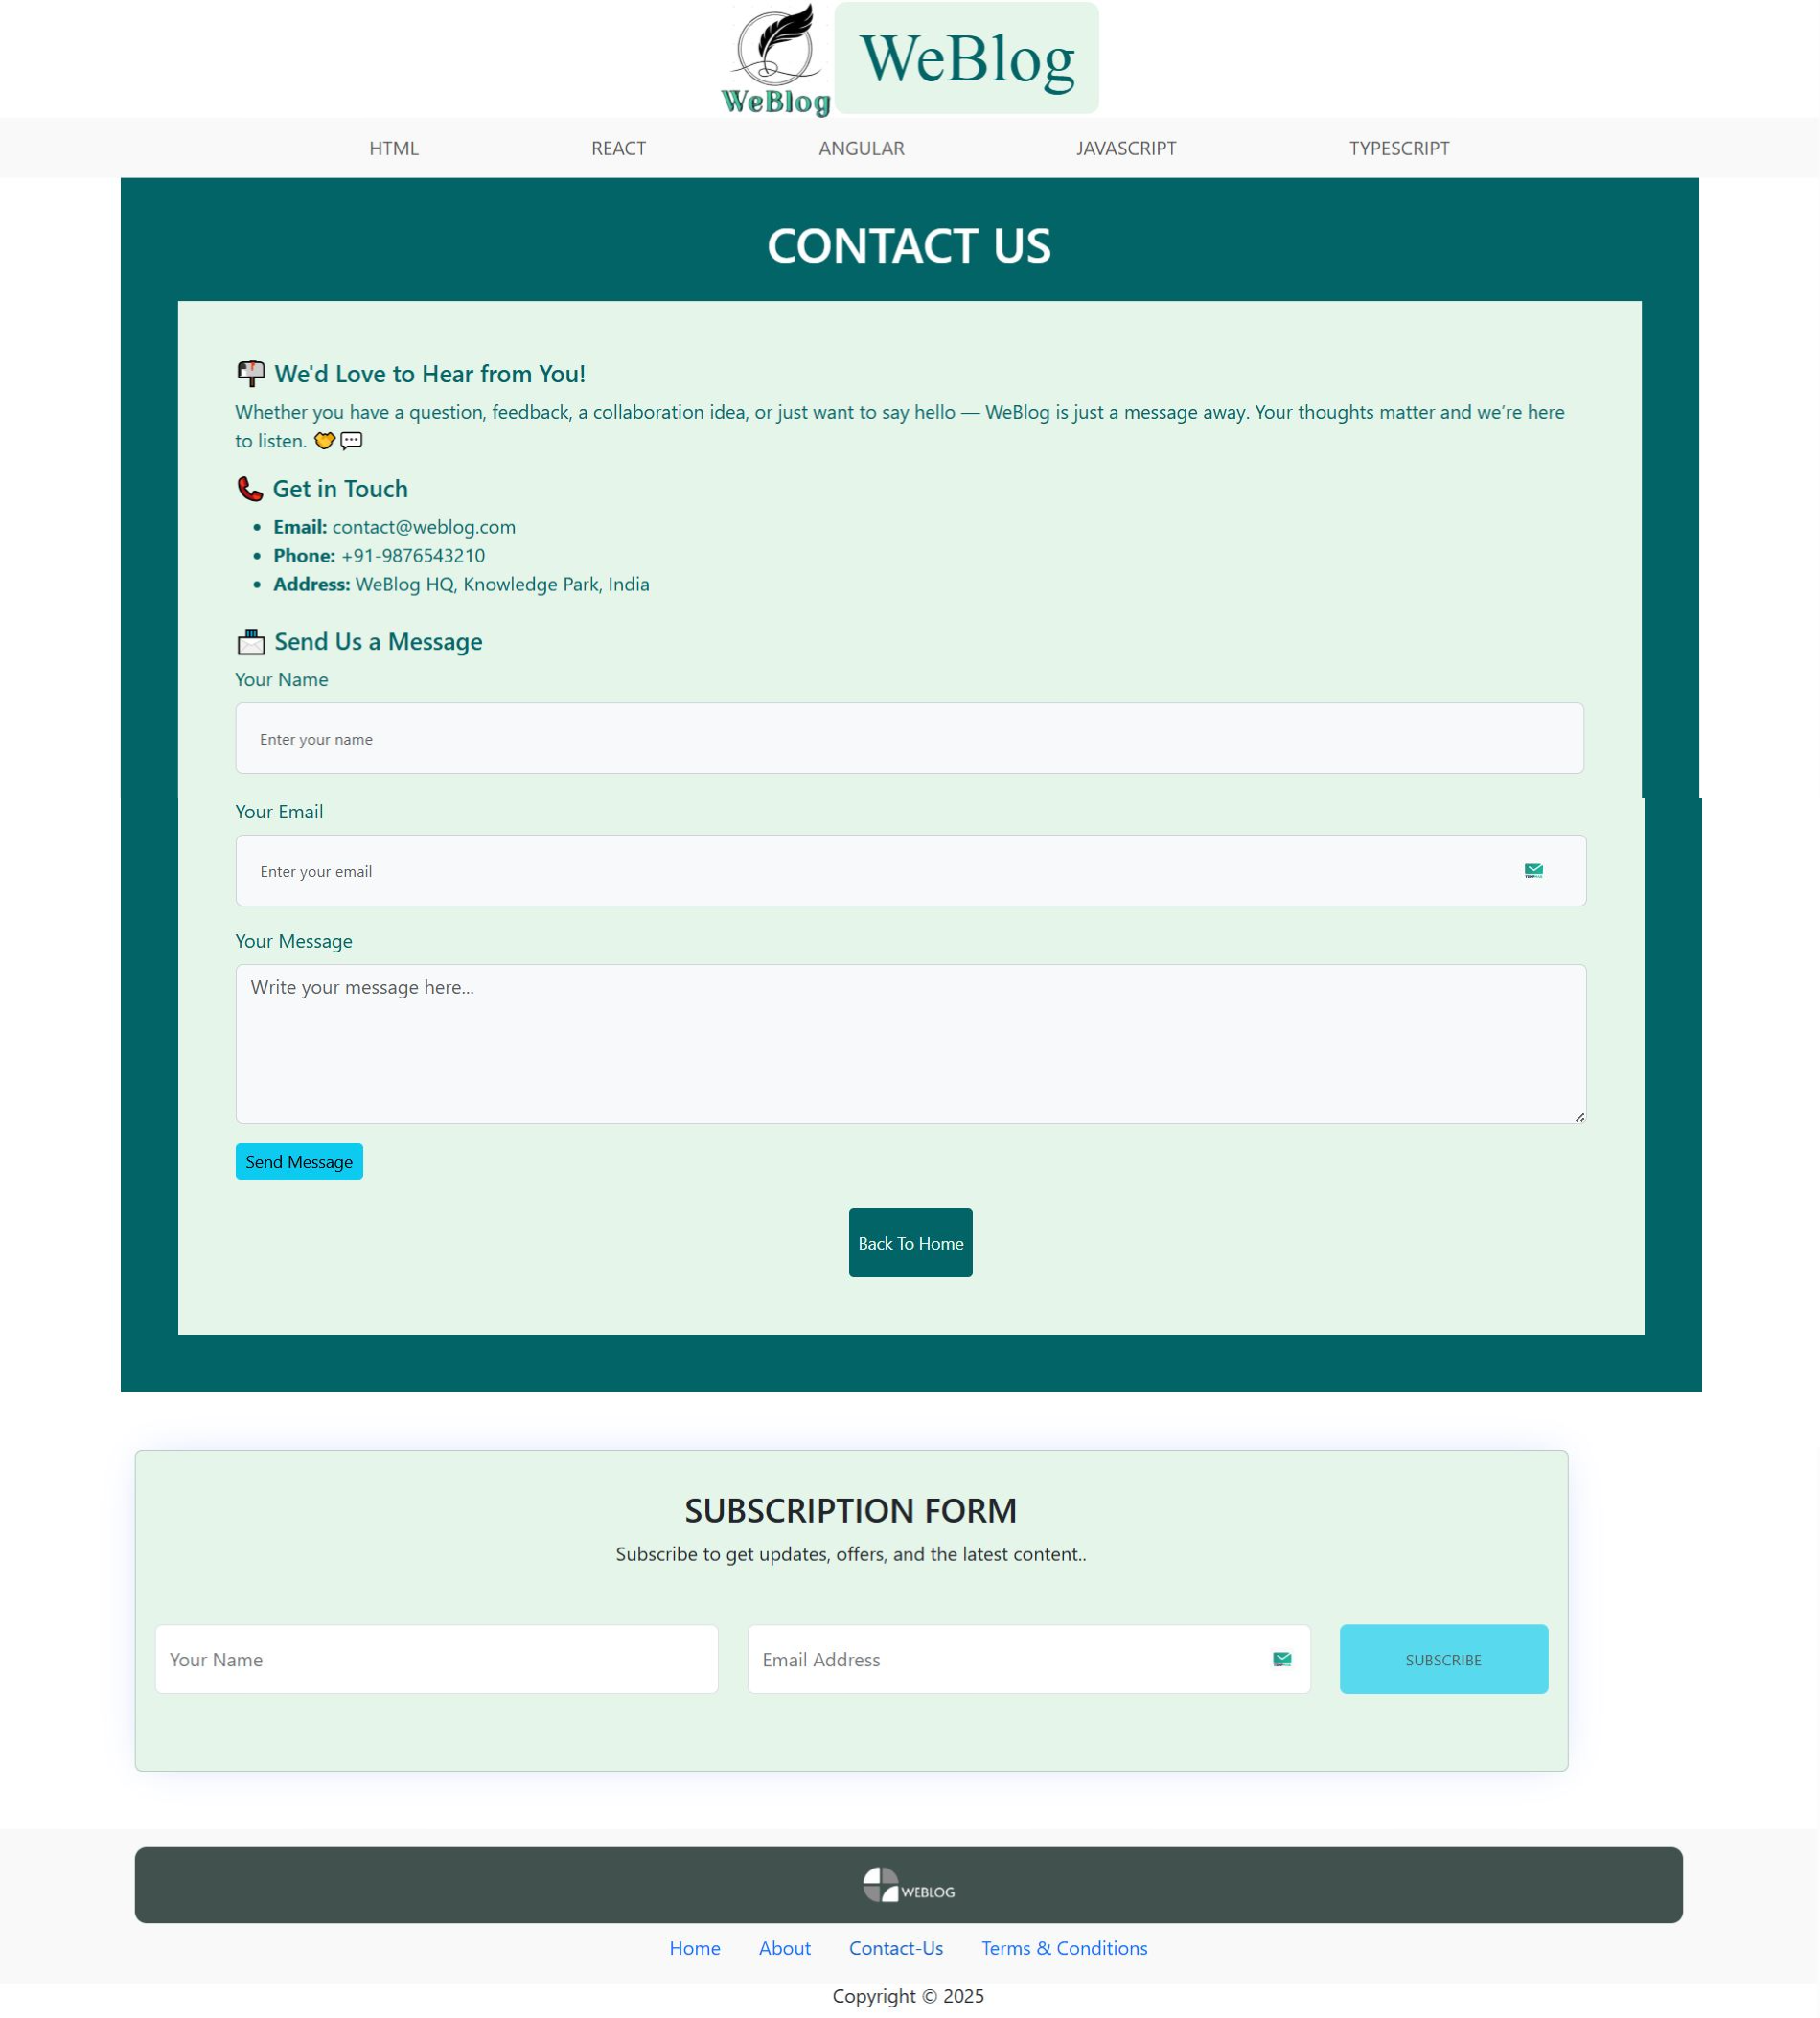 WeBlog
WeBlog
HTML REACT ANGULAR JAVASCRIPT TYPESCRIPT
CONTACT US
We'd Love to Hear from You!
Whether you have a question, feedback, a collaboration idea, or just want to say hello — WeBlog is just a message away. Your thoughts matter and we’re here
to listen.
Get in Touch
• Email: contact@weblog.com
• Phone: +91-9876543210
• Address: WeBlog HQ, Knowledge Park, India
Send Us a Message
Your Name
Enter your name
Your Email
Enter your email
Your Message
Write your message here...
Send Message
Back To Home
SUBSCRIPTION FORM
Subscribe to get updates, offers, and the latest content..
Your Name Email Address SUBSCRIBE
WEBLOG
Home About Contact-Us Terms & Conditions
Copyright © 2025